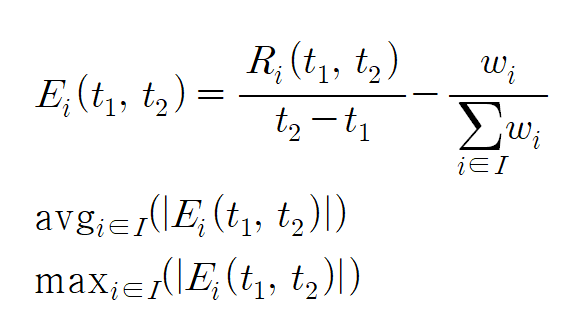 E_i(t_1, t_2) = \frac{R_i(t_1, t_2)}{t_2 - t_1} - \frac{w_i}{\sum_{i \in I} w_i}
avg_{i∈I}(|E_i(t_1, t_2)|)
max_{i∈I}(|E_i(t_1, t_2)|)